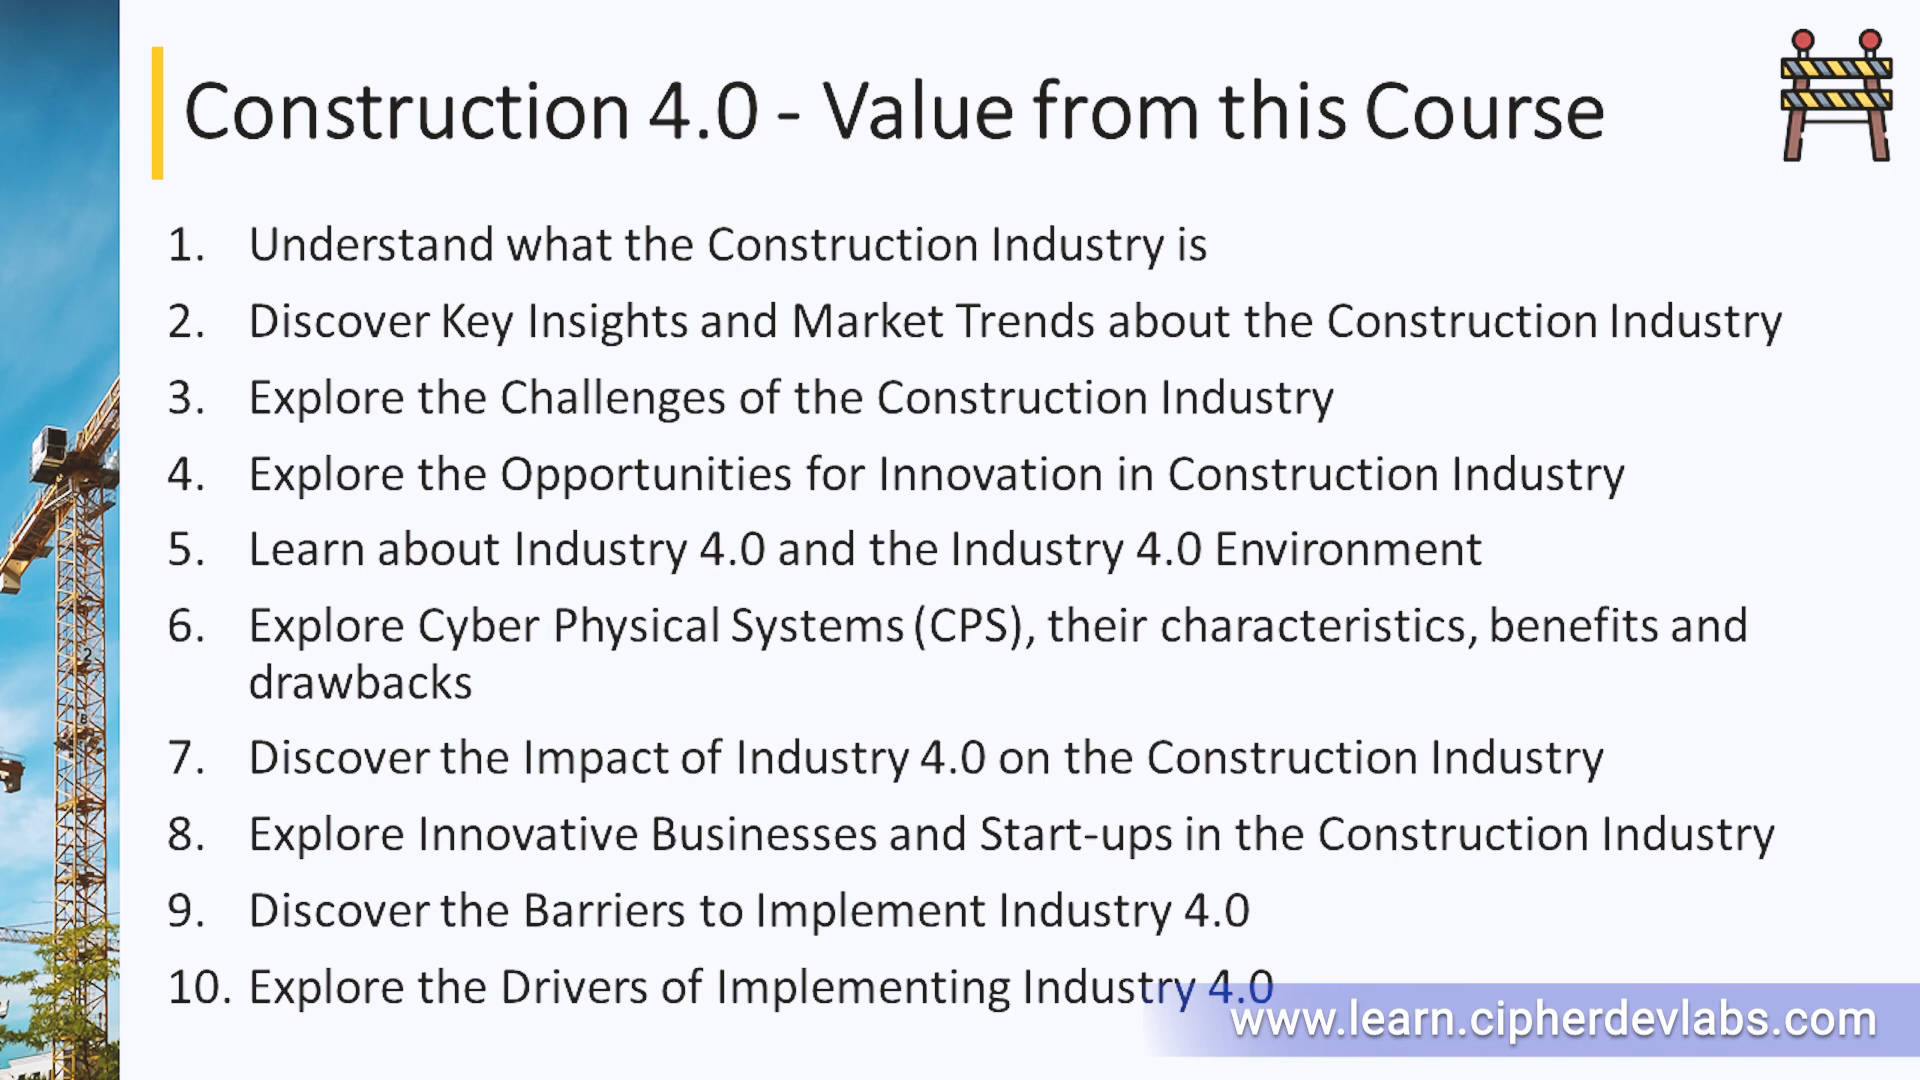 Construction 4.0 - Value from this Course
1. Understand what the Construction Industry is
2. Discover Key Insights and Market Trends about the Construction Industry
3. Explore the Challenges of the Construction Industry
4. Explore the Opportunities for Innovation in Construction Industry
5. Learn about Industry 4.0 and the Industry 4.0 Environment
6. Explore Cyber Physical Systems (CPS), their characteristics, benefits and
drawbacks
7. Discover the Impact of Industry 4.0 on the Construction Industry
8. Explore Innovative Businesses and Start-ups in the Construction Industry
9. Discover the Barriers to Implement Industry 4.0
10. Explore the Drivers of Implementing Industry 4.0
www.learn.cipherdevlabs.com